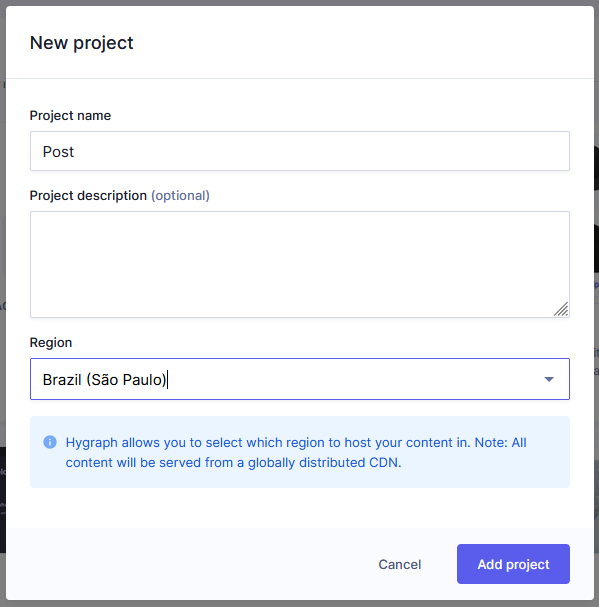 New project
Project name
Post
Project description (optional)
Region
Brazil (São Paulo)
Hygraph allows you to select which region to host your content in. Note: All
content will be served from a globally distributed CDN.
Cancel
Add project